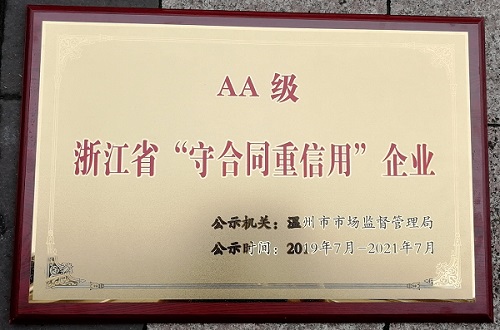 AA 级
浙江省“守合同重信用”企业
公示机关：温州市市场监督管理局
公示时间：2019年7月-2021年7月